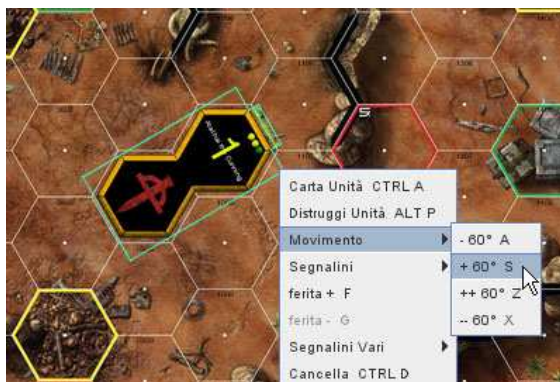 1
S
Carta Unità CTRL A
Distruggi Unità ALT P
Movimento
Segnalini
ferita + F
ferita - G
Segnalini Vari
Cancella CTRL D
- 60° A
+ 60° S
++ 60° Z
-- 60° X